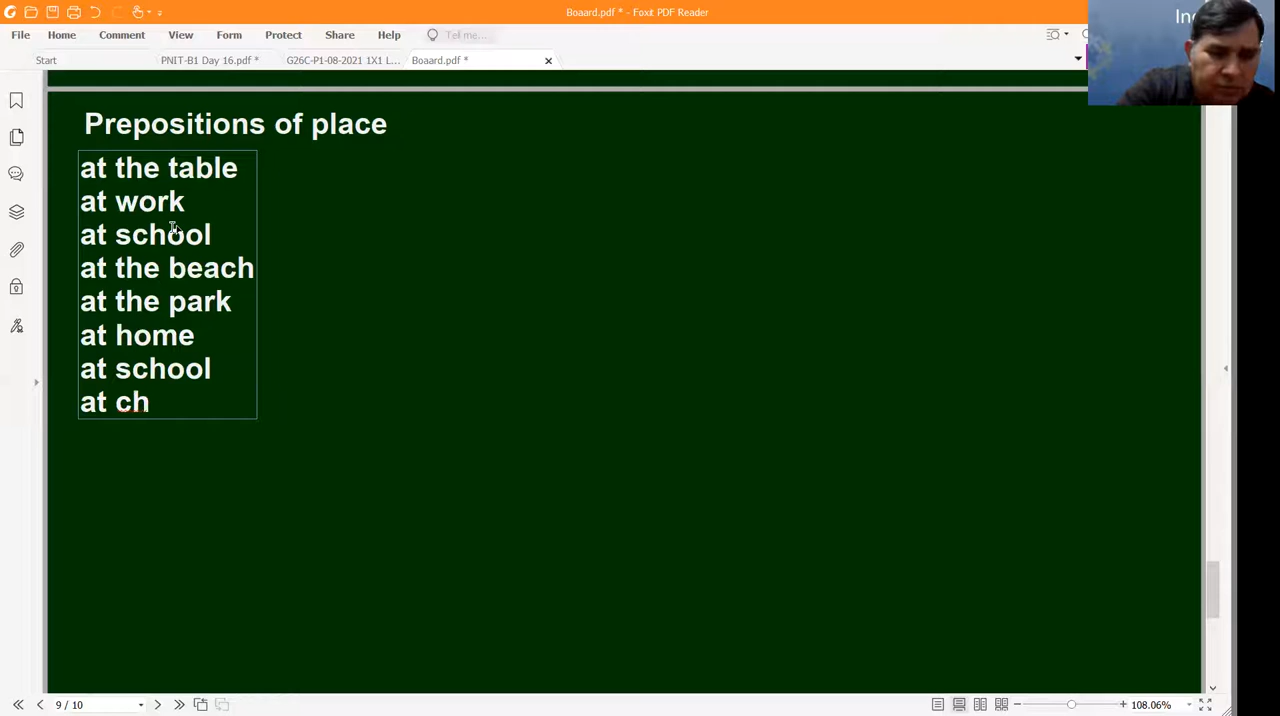 Boaard.pdf * - Foxit PDF Reader
File Home Comment View Form Protect Share Help Tell me...
Start PNIT-B1 Day 16.pdf * G26C-P1-08-2021 1X1 L... Boaard.pdf *
Prepositions of place
at the table
at work
at school
at the beach
at the park
at home
at school
at ch
9 / 10 108.06%